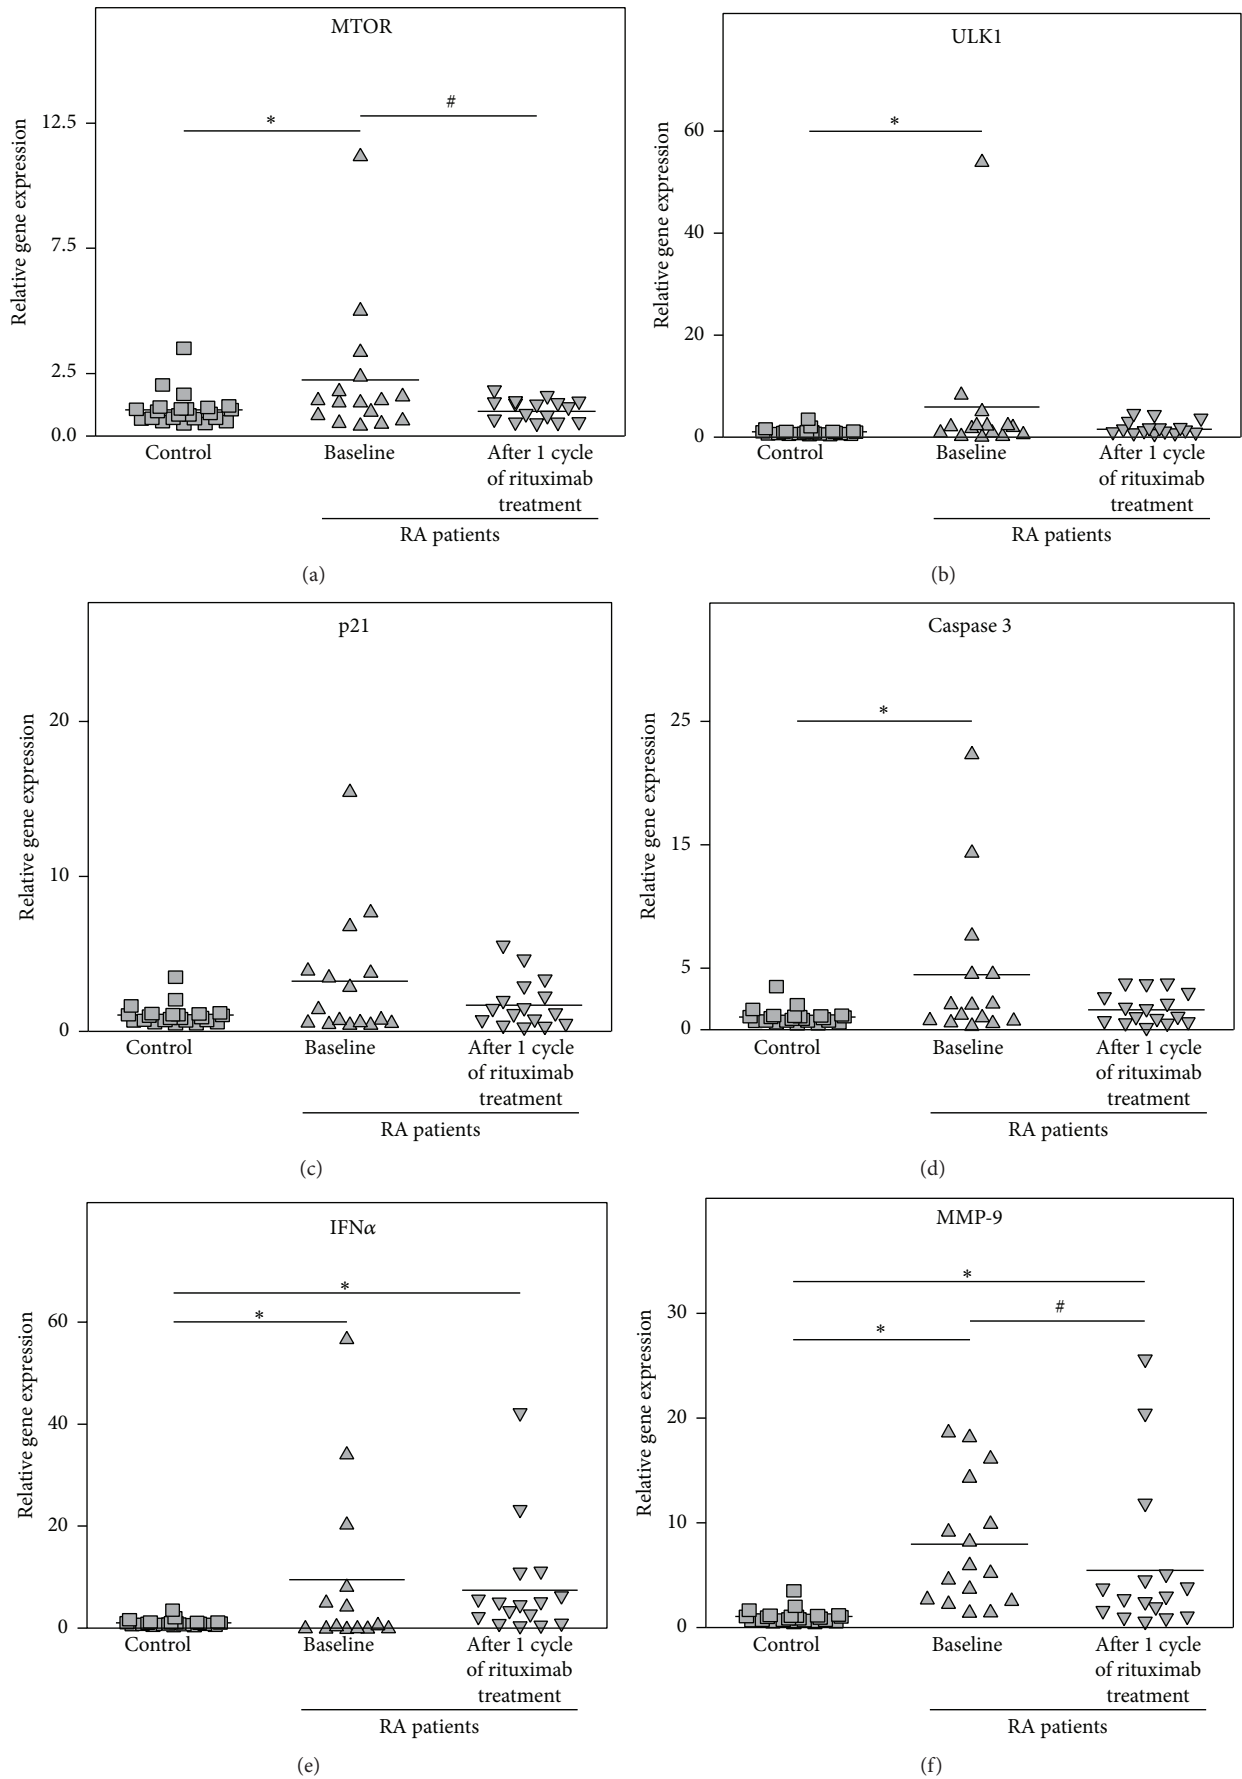 MTOR
Relative gene expression
12.5
7.5
2.5
0.0
*
#
Control
Baseline
After 1 cycle
of rituximab
treatment
RA patients
(a)
ULK1
Relative gene expression
60
40
20
0
*
Control
Baseline
After 1 cycle
of rituximab
treatment
RA patients
(b)
p21
Relative gene expression
20
10
0
Control
Baseline
After 1 cycle
of rituximab
treatment
RA patients
(c)
Caspase 3
Relative gene expression
25
15
5
0
*
Control
Baseline
After 1 cycle
of rituximab
treatment
RA patients
(d)
IFNα
Relative gene expression
60
40
20
0
*
*
Control
Baseline
After 1 cycle
of rituximab
treatment
RA patients
(e)
MMP-9
Relative gene expression
30
20
10
0
*
#
*
Control
Baseline
After 1 cycle
of rituximab
treatment
RA patients
(f)